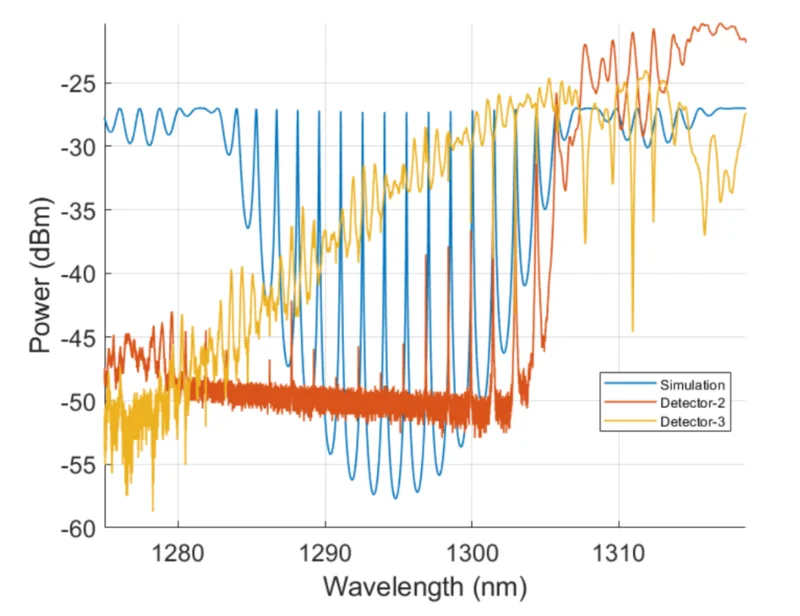 -25
-30
-35
-40
-45
-50
-55
-60
Power (dBm)
Simulation
Detector-2
Detector-3
1280
1290
1300
1310
Wavelength (nm)